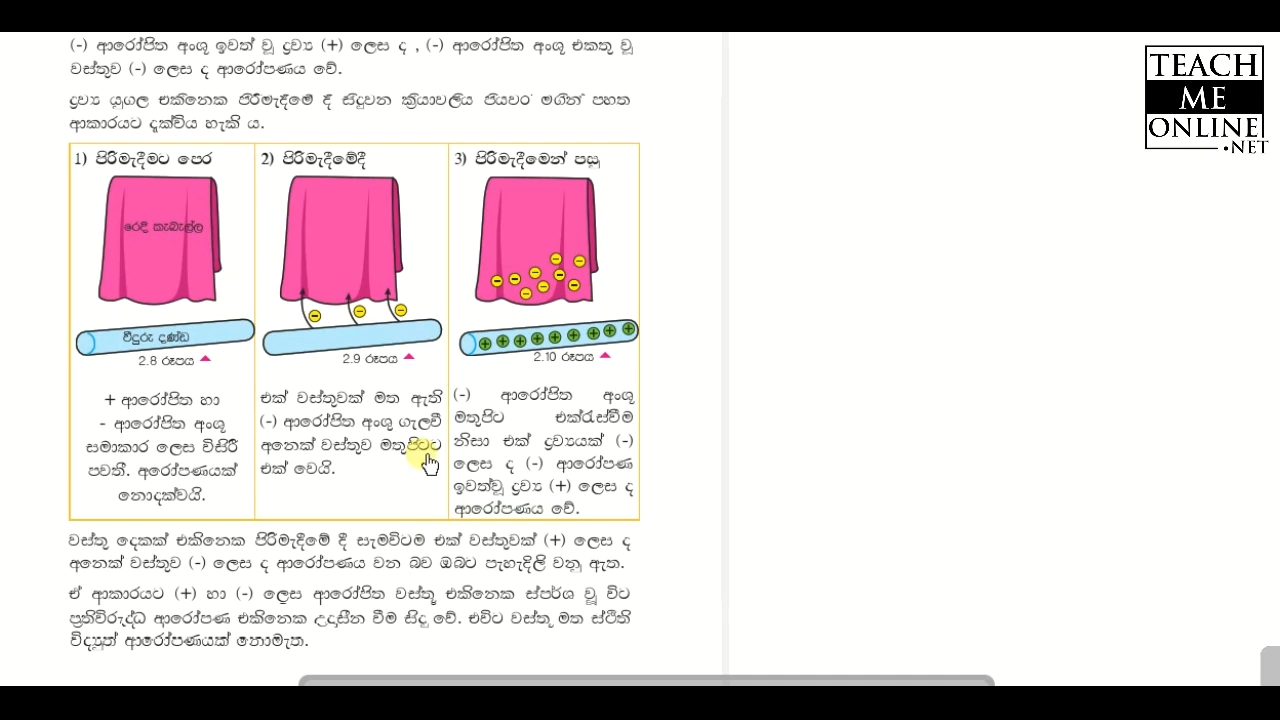 (-) ආරෝපිත අංශූ ඉවත් වූ ද්‍රව්‍ය (+) ලෙස ද , (-) ආරෝපිත අංශූ එකතු වූ
වස්තුව (-) ලෙස ද ආරෝපණය වේ.
ද්‍රව්‍ය යුගල එකිනෙක පිරිමැදීමේ දී සිදුවන ක්‍රියාවලිය පියවර මගින් පහත
ආකාරයට දැක්විය හැකි ය.
1) පිරිමැදීමට පෙර
රෙදි කැබැල්ල
වීදුරු දණ්ඩ
2.8 රූපය
+ ආරෝපිත හා
- ආරෝපිත අංශූ
සමාකාර ලෙස විසිරී
පවතී. අරෝපණයක්
නොදක්වයි.
2) පිරිමැදීමේදී
2.9 රූපය
එක් වස්තුවක් මත ඇති
(-) ආරෝපිත අංශු ගැලවී
අනෙක් වස්තුව මතුපිටට
එක් වෙයි.
3) පිරිමැදීමෙන් පසු
2.10 රූපය
(-) ආරෝපිත අංශු
මතුපිට එක්රැස්වීම
නිසා එක් ද්‍රව්‍යයක් (-)
ලෙස ද (-) ආරෝපණ
ඉවත්වූ ද්‍රව්‍ය (+) ලෙස ද
ආරෝපණය වේ.
වස්තු දෙකක් එකිනෙක පිරිමැදීමේ දී සැමවිටම එක් වස්තුවක් (+) ලෙස ද
අනෙක් වස්තුව (-) ලෙස ද ආරෝපණය වන බව ඔබට පැහැදිලි වනු ඇත.
ඒ ආකාරයට (+) හා (-) ලෙස ආරෝපිත වස්තු එකිනෙක ස්පර්ශ වූ විට
ප්‍රතිවිරුද්ධ ආරෝපණ එකිනෙක උදාසීන වීම සිදු වේ. එවිට වස්තු මත ස්ථිති
විද්‍යුත් ආරෝපණයක් නොමැත.
TEACH
ME
ONLINE
.NET